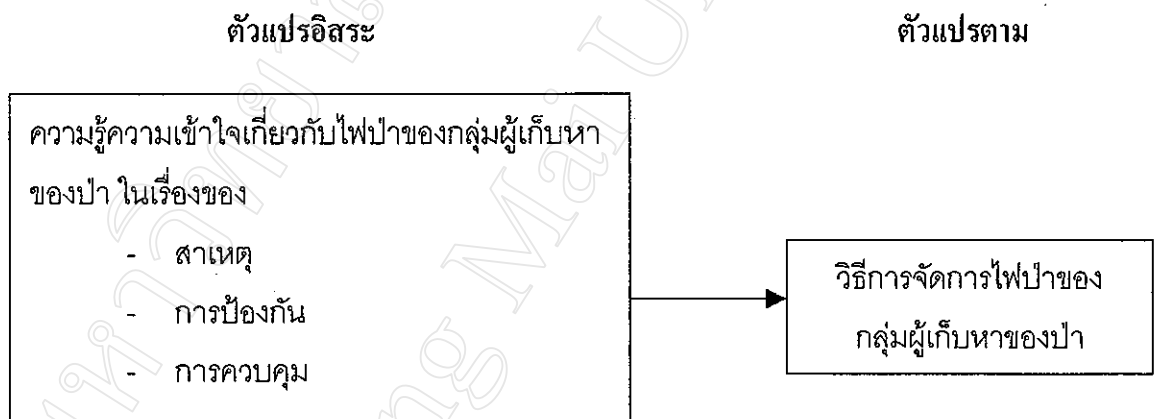 ตัวแปรอิสระ
ตัวแปรตาม
ความรู้ความเข้าใจเกี่ยวกับไฟป่าของกลุ่มผู้เก็บหา
ของป่า ในเรื่องของ
- สาเหตุ
- การป้องกัน
- การควบคุม
วิธีการจัดการไฟป่าของ
กลุ่มผู้เก็บหาของป่า